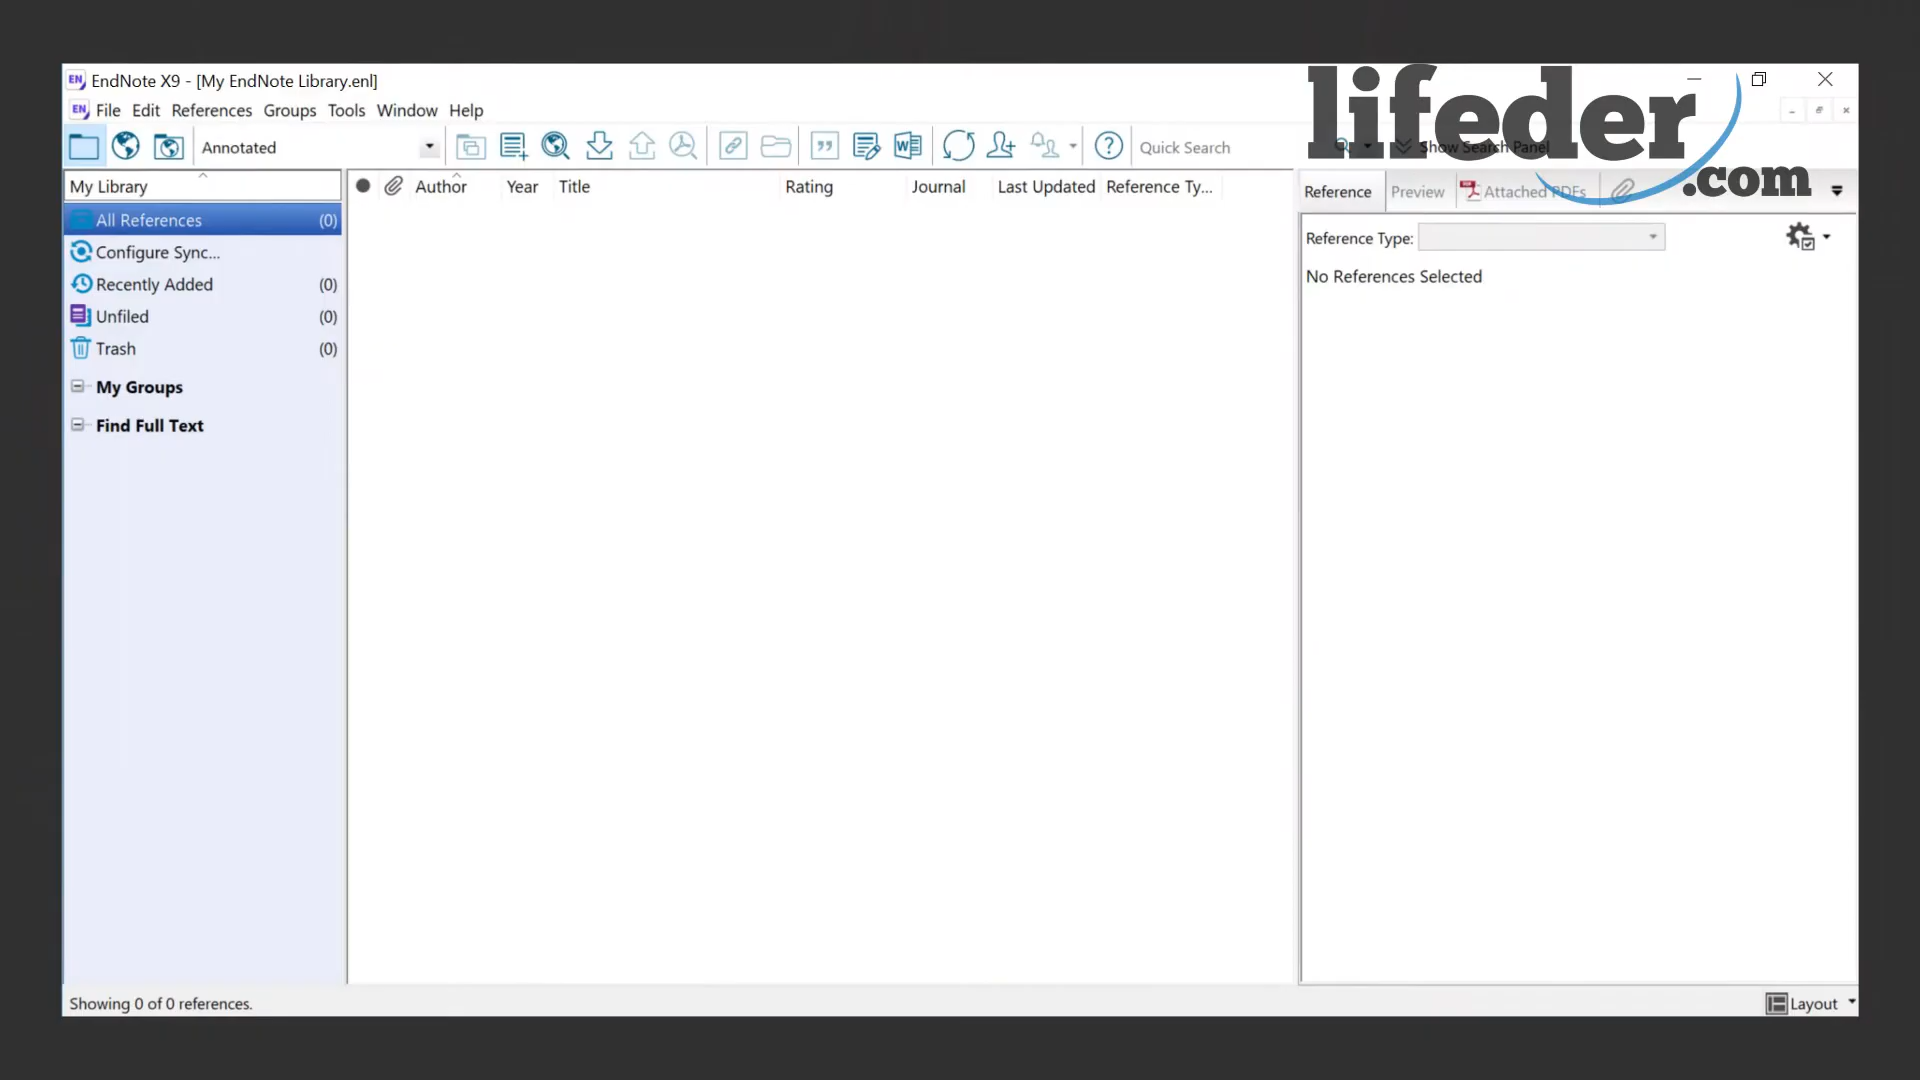 EndNote X9 - [My EndNote Library.enl]
File Edit References Groups Tools Window Help
Annotated
Quick Search
Show Search Panel
lifeder
.com
My Library
All References (0)
Configure Sync...
Recently Added (0)
Unfiled (0)
Trash (0)
My Groups
Find Full Text
Author Year Title Rating Journal Last Updated Reference Ty...
Reference Preview Attached PDFs
Reference Type:
No References Selected
Showing 0 of 0 references.
Layout